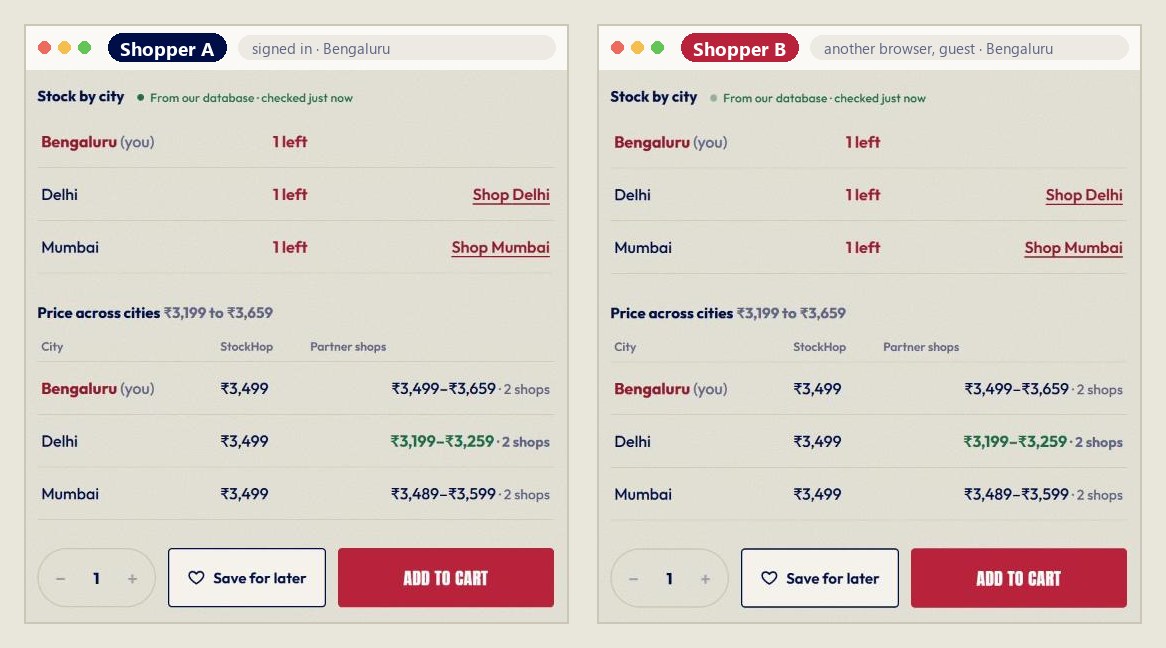 Shopper A
signed in · Bengaluru
Stock by city
From our database · checked just now
Bengaluru (you) 1 left
Delhi 1 left Shop Delhi
Mumbai 1 left Shop Mumbai
Price across cities ₹3,199 to ₹3,659
City StockHop Partner shops
Bengaluru (you) ₹3,499 ₹3,499–₹3,659 · 2 shops
Delhi ₹3,499 ₹3,199–₹3,259 · 2 shops
Mumbai ₹3,499 ₹3,489–₹3,599 · 2 shops
− 1 + Save for later ADD TO CART
Shopper B
another browser, guest · Bengaluru
Stock by city
From our database · checked just now
Bengaluru (you) 1 left
Delhi 1 left Shop Delhi
Mumbai 1 left Shop Mumbai
Price across cities ₹3,199 to ₹3,659
City StockHop Partner shops
Bengaluru (you) ₹3,499 ₹3,499–₹3,659 · 2 shops
Delhi ₹3,499 ₹3,199–₹3,259 · 2 shops
Mumbai ₹3,499 ₹3,489–₹3,599 · 2 shops
− 1 + Save for later ADD TO CART